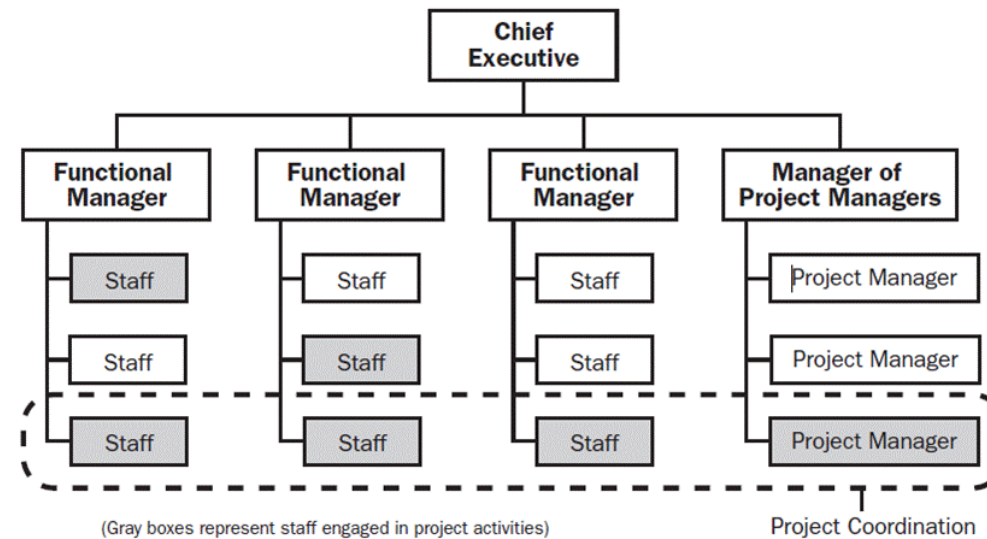 Chief
Executive
Functional
Manager
Functional
Manager
Functional
Manager
Manager of
Project Managers
Staff
Staff
Staff
Project Manager
Staff
Staff
Staff
Project Manager
Staff
Staff
Staff
Project Manager
(Gray boxes represent staff engaged in project activities)
Project Coordination